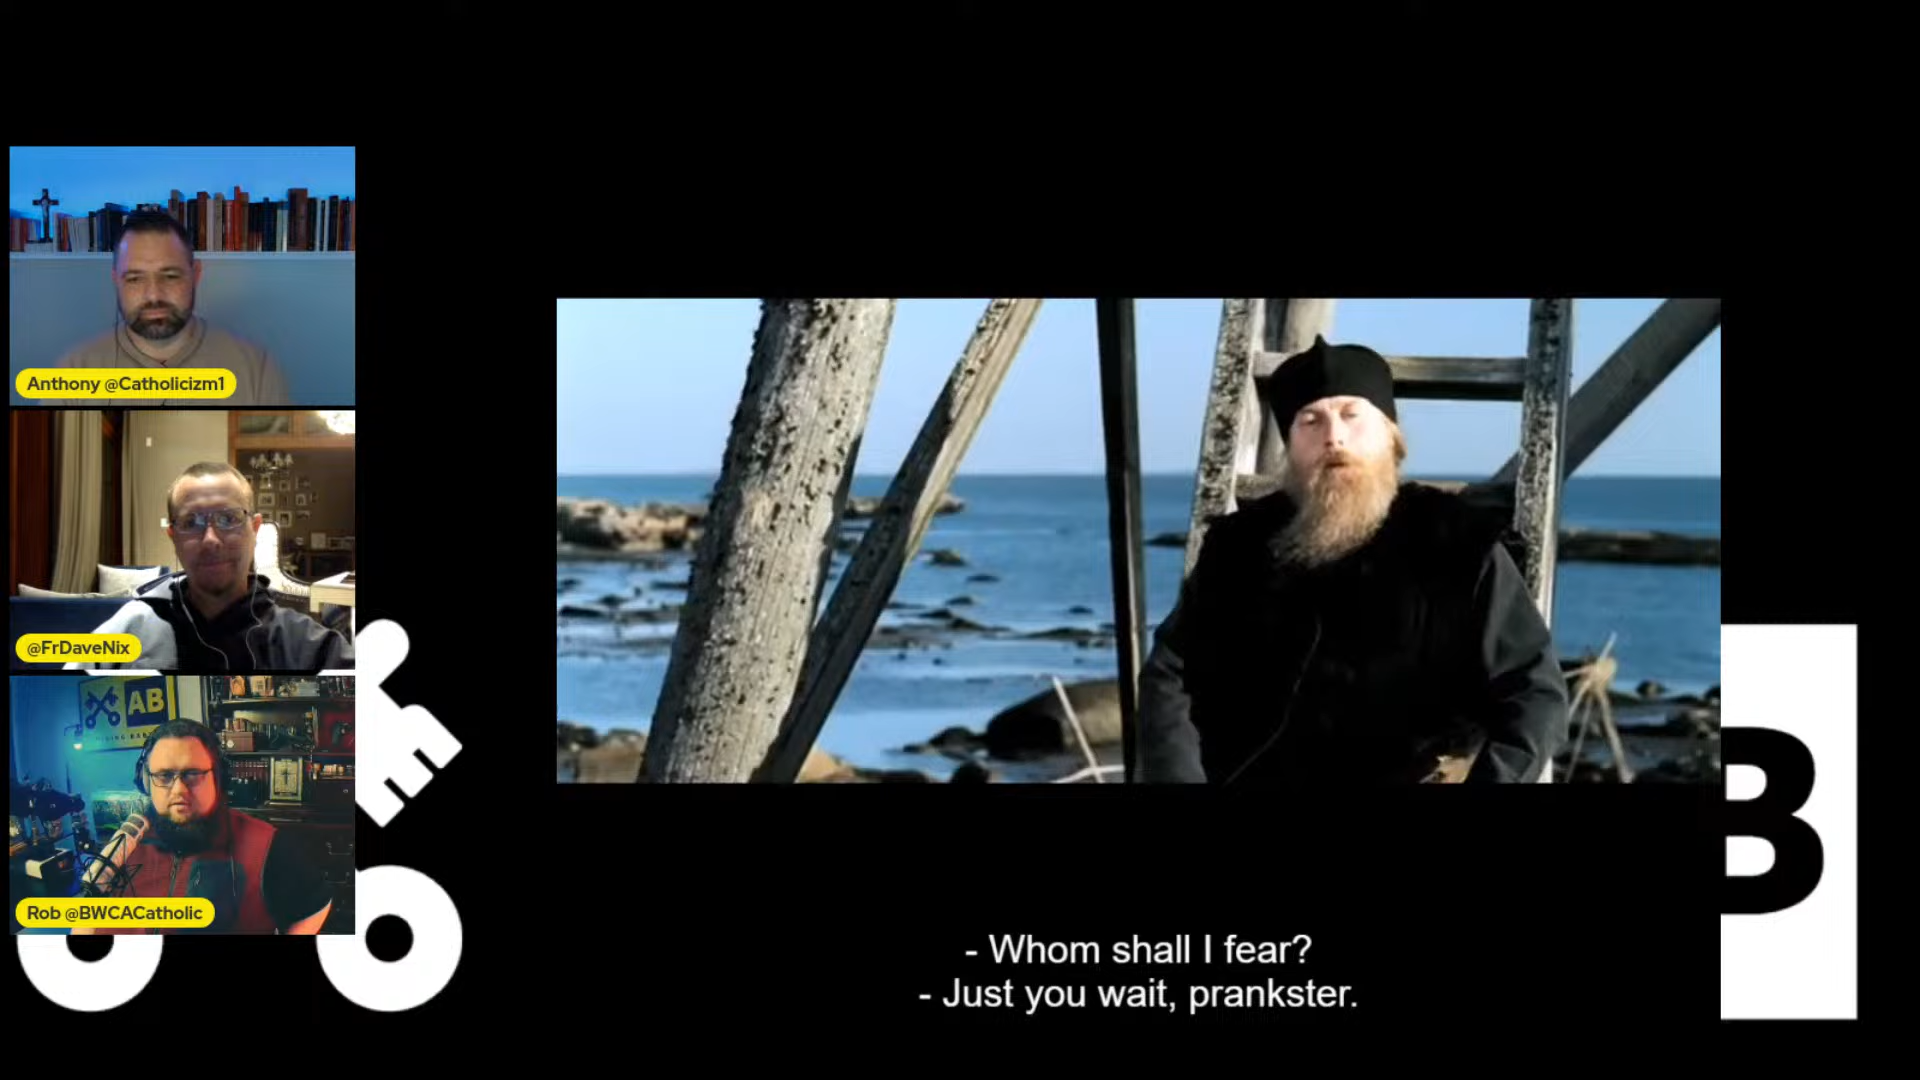 AB
Anthony @Catholicizm1
@FrDaveNix
Rob @BWCACatholic
B
- Whom shall I fear?
- Just you wait, prankster.